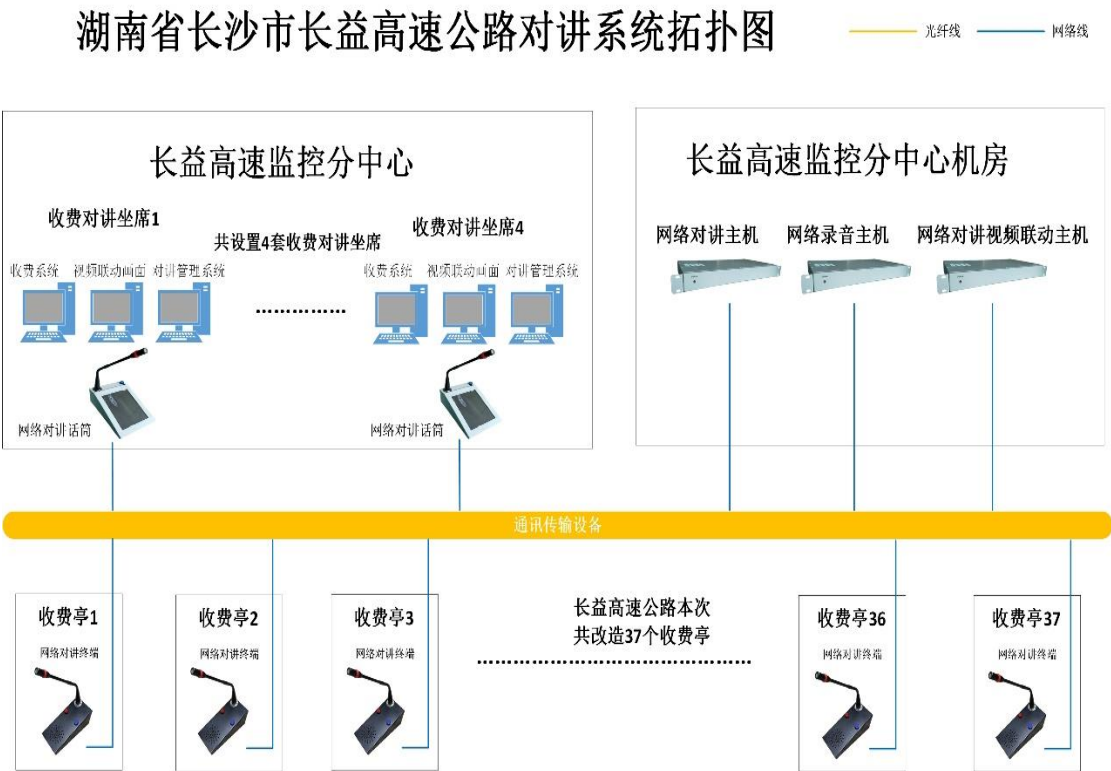 湖南省长沙市长益高速公路对讲系统拓扑图
光纤线
网络线
长益高速监控分中心
收费对讲坐席1
共设置4套收费对讲坐席
收费对讲坐席4
收费系统 视频联动画面 对讲管理系统
收费系统 视频联动画面 对讲管理系统
网络对讲话筒
网络对讲话筒
长益高速监控分中心机房
网络对讲主机 网络录音主机 网络对讲视频联动主机
通讯传输设备
收费亭1
网络对讲终端
收费亭2
网络对讲终端
收费亭3
网络对讲终端
长益高速公路本次
共改造37个收费亭
收费亭36
网络对讲终端
收费亭37
网络对讲终端